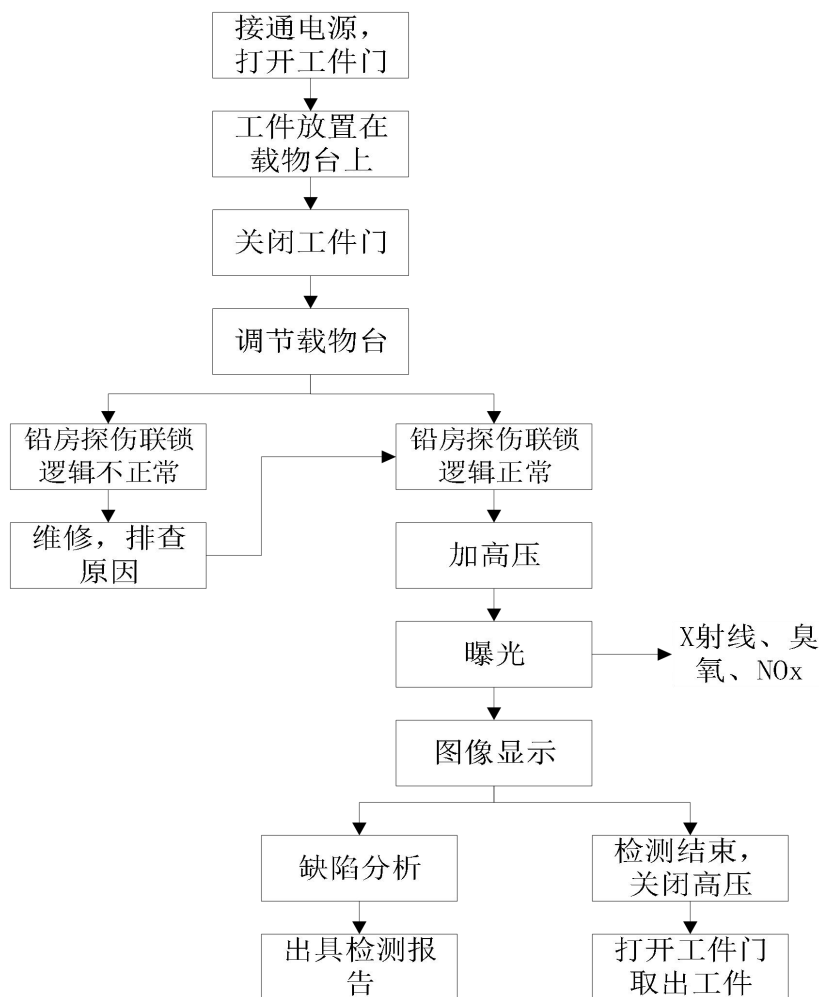 接通电源，
打开工件门
工件放置在
载物台上
关闭工件门
调节载物台
铅房探伤联锁
逻辑不正常
铅房探伤联锁
逻辑正常
维修，排查
原因
加高压
曝光
X射线、臭
氧、NOx
图像显示
缺陷分析
检测结束，
关闭高压
出具检测报
告
打开工件门
取出工件